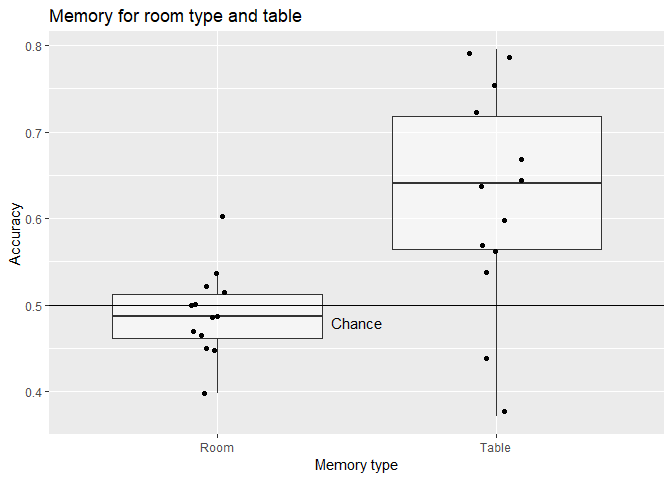 Memory for room type and table
0.8
0.7
0.6
0.5
0.4
Accuracy
Chance
Room
Table
Memory type